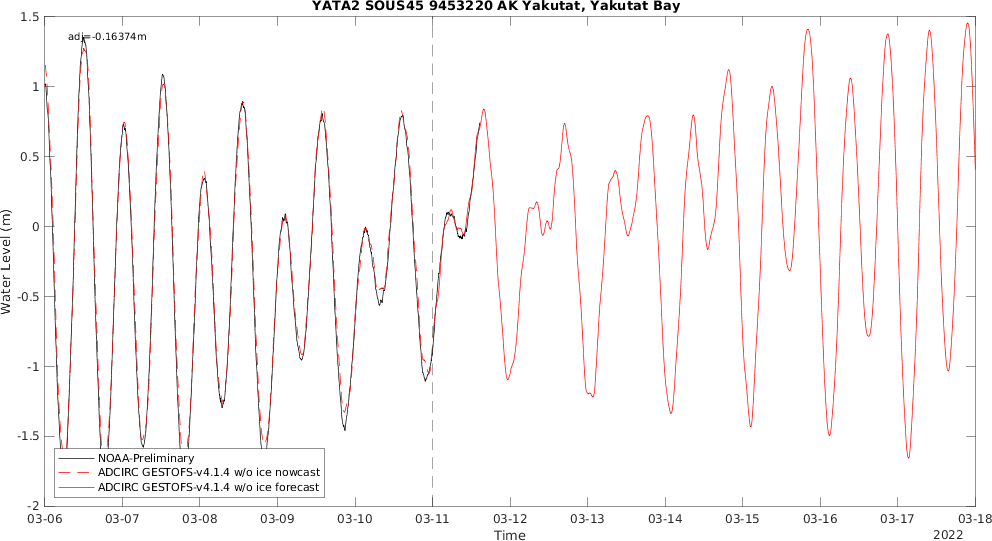 YATA2 SOUS45 9453220 AK Yakutat, Yakutat Bay
adj=-0.16374m
1.5
1
0.5
0
-0.5
-1
-1.5
-2
Water Level (m)
NOAA-Preliminary
ADCIRC GESTOFS-v4.1.4 w/o ice nowcast
ADCIRC GESTOFS-v4.1.4 w/o ice forecast
03-06 03-07 03-08 03-09 03-10 03-11 03-12 03-13 03-14 03-15 03-16 03-17 03-18
Time
2022